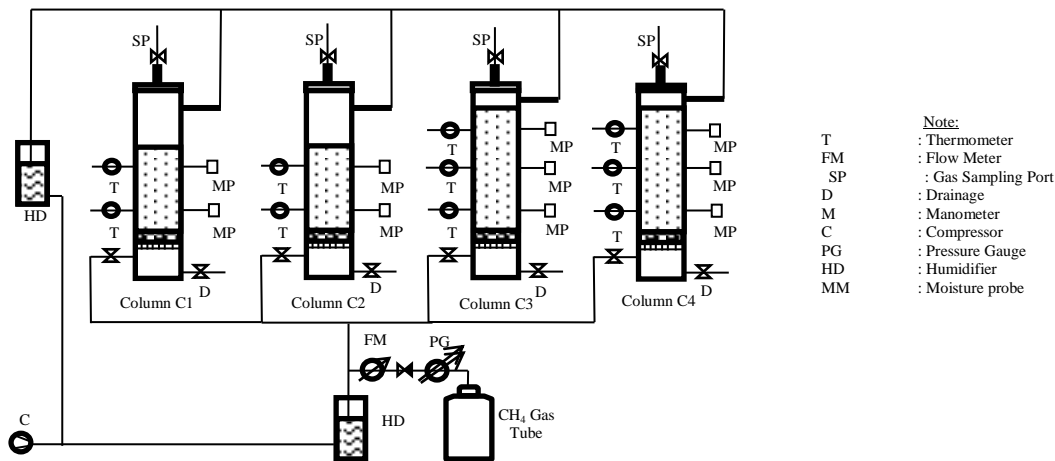 SP SP SP SP
T MP T MP T MP T MP
HD T MP T MP T MP T MP
T MP T MP
D D D D
Column C1 Column C2 Column C3 Column C4
FM PG
C HD CH₄ Gas
Tube
Note:
T : Thermometer
FM : Flow Meter
SP : Gas Sampling Port
D : Drainage
M : Manometer
C : Compressor
PG : Pressure Gauge
HD : Humidifier
MM : Moisture probe